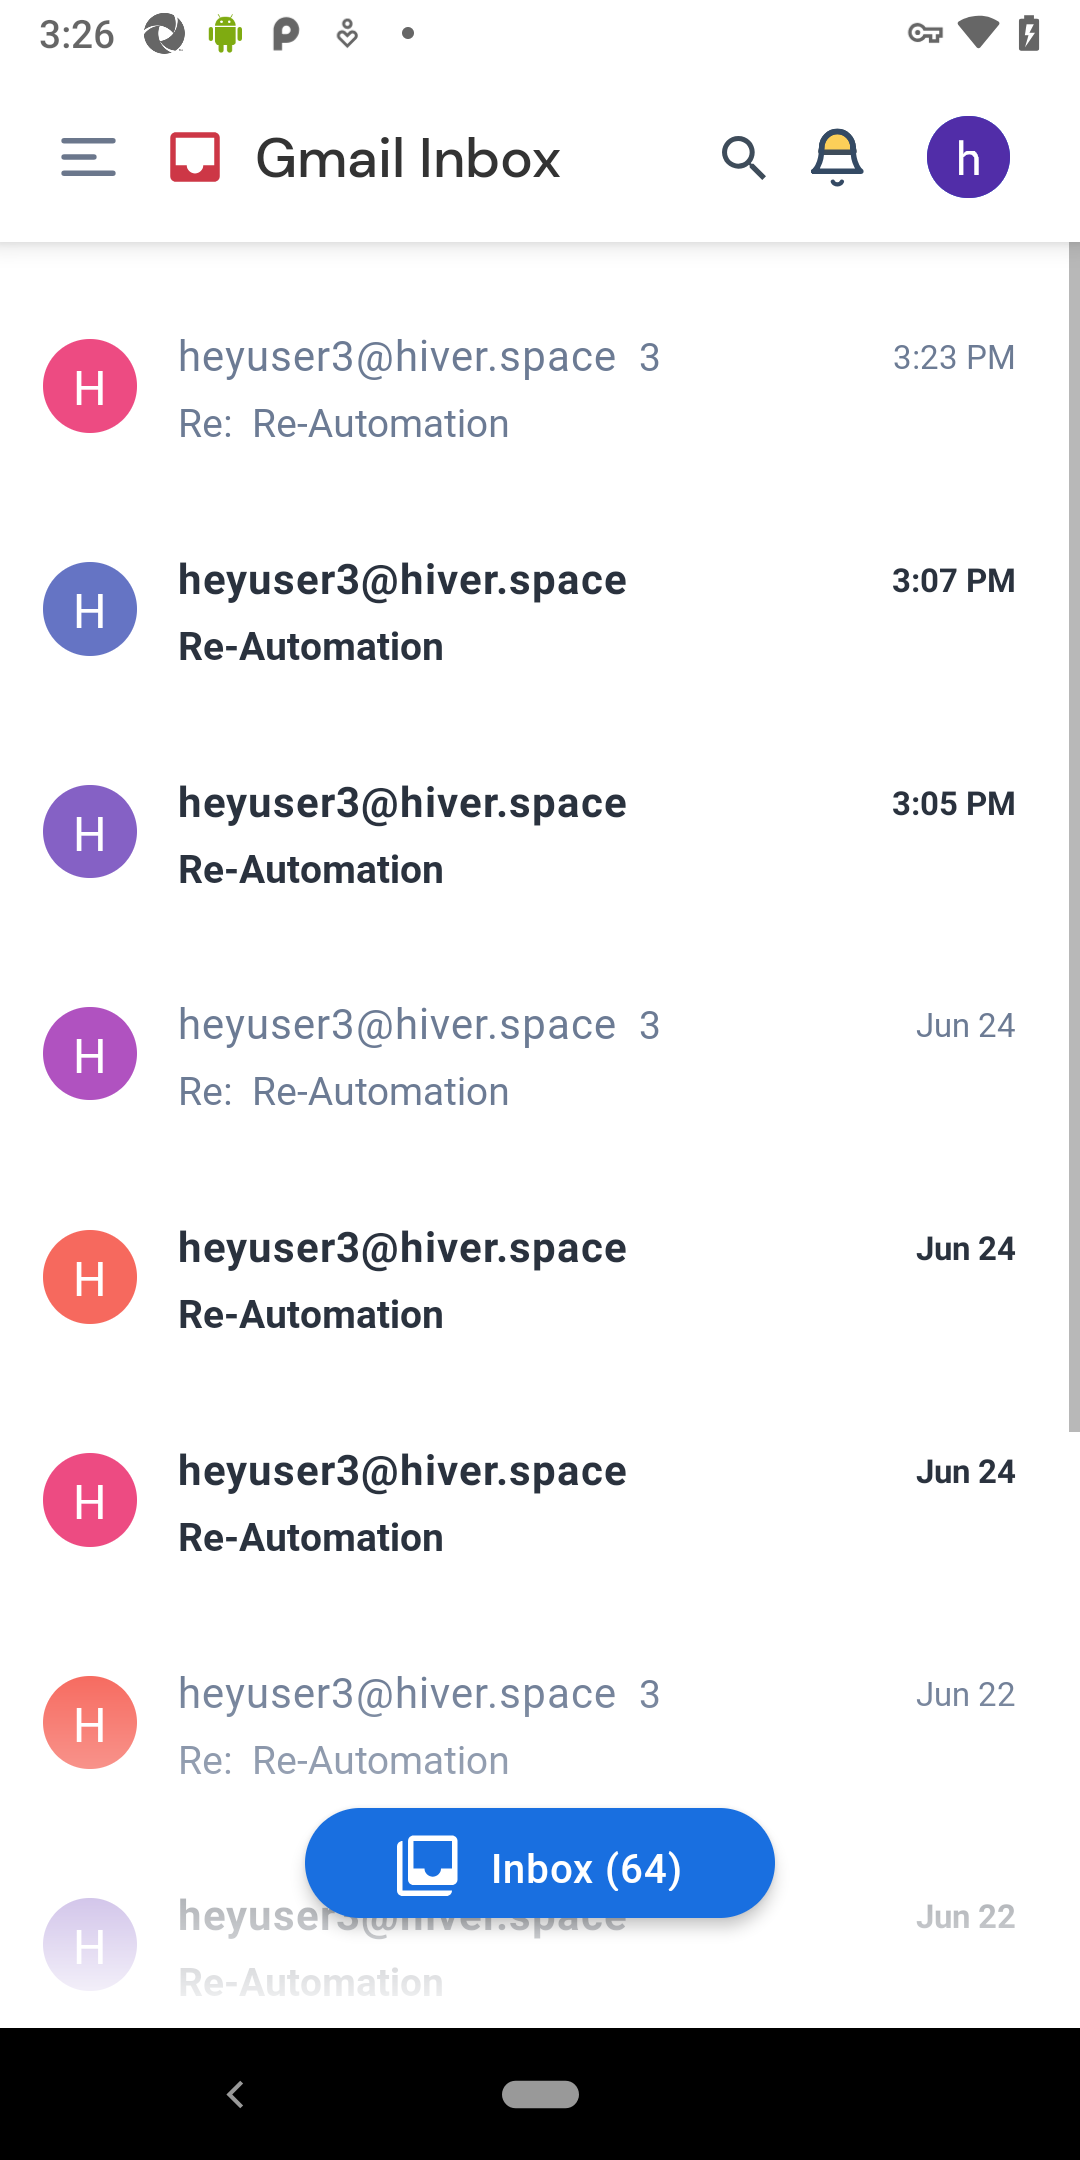 3:26
Gmail Inbox
h
H
heyuser3@hiver.space 3
3:23 PM
Re: Re-Automation
H
heyuser3@hiver.space
3:07 PM
Re-Automation
H
heyuser3@hiver.space
3:05 PM
Re-Automation
H
heyuser3@hiver.space 3
Jun 24
Re: Re-Automation
H
heyuser3@hiver.space
Jun 24
Re-Automation
H
heyuser3@hiver.space
Jun 24
Re-Automation
H
heyuser3@hiver.space 3
Jun 22
Re: Re-Automation
Inbox (64)
H
heyuser3@hiver.space
Jun 22
Re-Automation